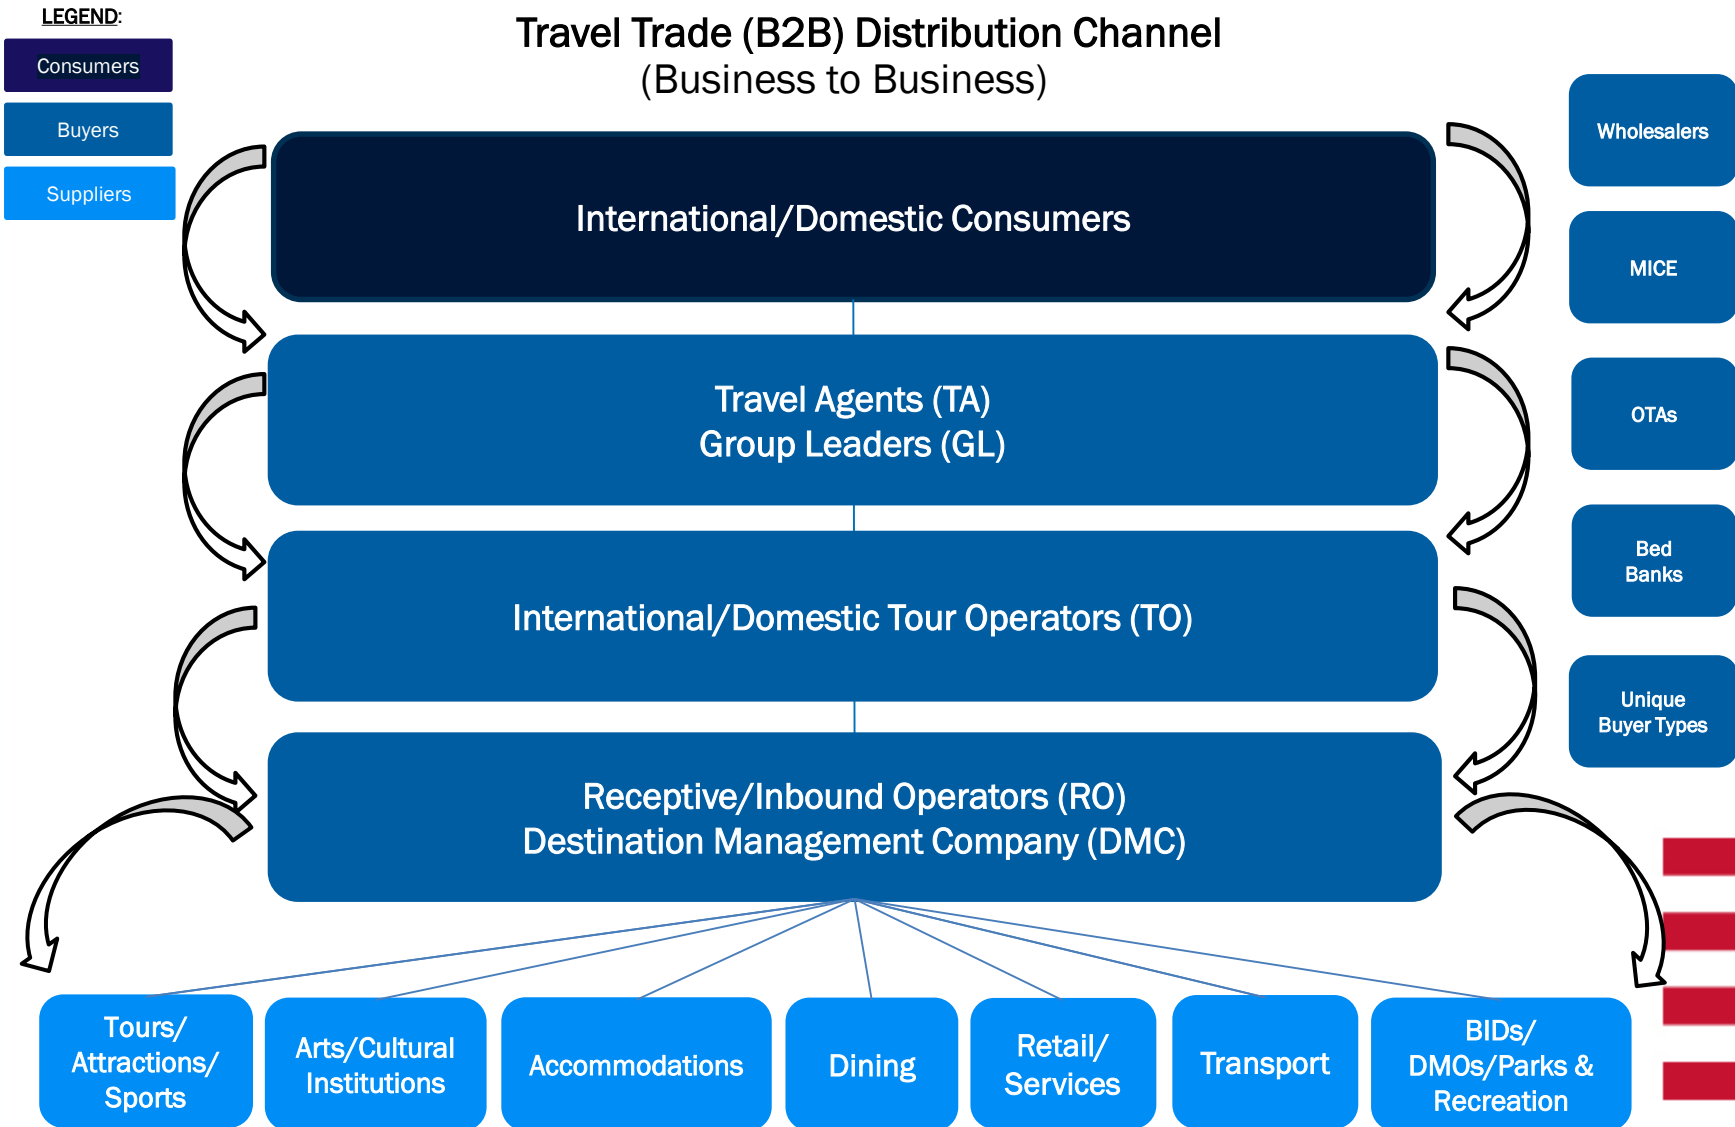 LEGEND:
Consumers
Buyers
Suppliers
Travel Trade (B2B) Distribution Channel
(Business to Business)
International/Domestic Consumers
Travel Agents (TA)
Group Leaders (GL)
International/Domestic Tour Operators (TO)
Receptive/Inbound Operators (RO)
Destination Management Company (DMC)
Wholesalers
MICE
OTAs
Bed
Banks
Unique
Buyer Types
Tours/
Attractions/
Sports
Arts/Cultural
Institutions
Accommodations
Dining
Retail/
Services
Transport
BIDs/
DMOs/Parks &
Recreation